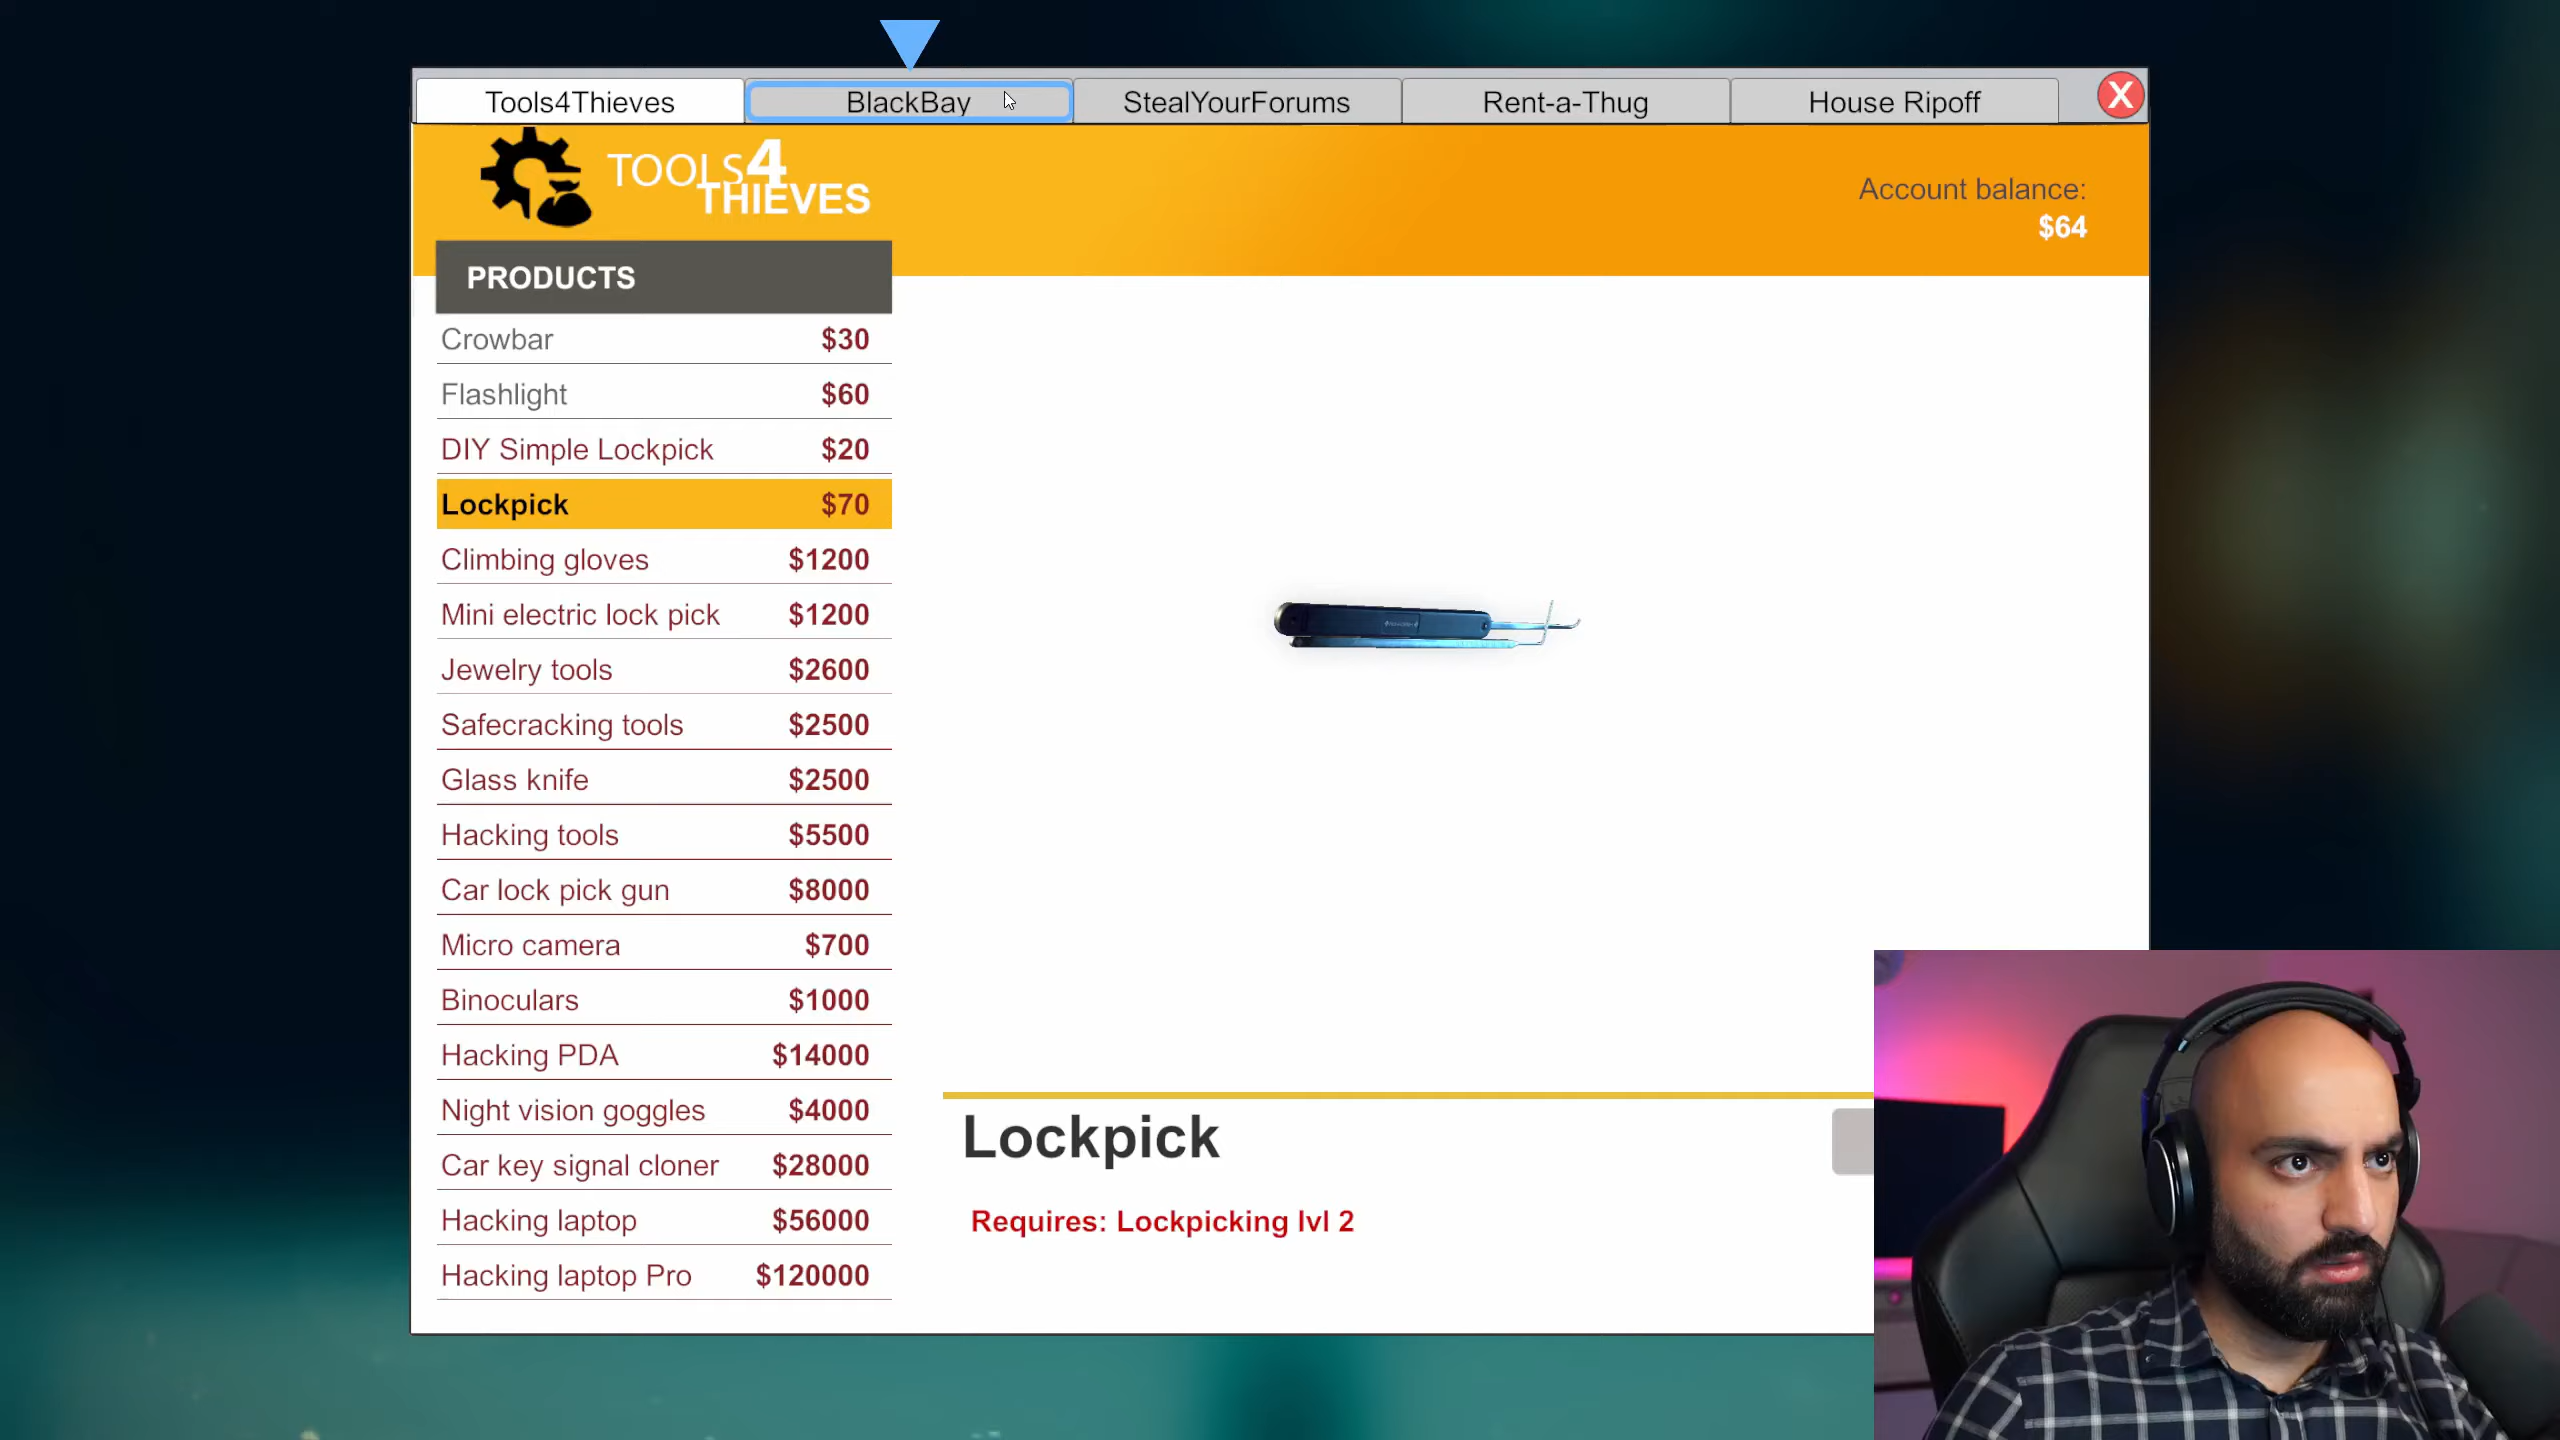 Tools4Thieves
BlackBay
StealYourForums
Rent-a-Thug
House Ripoff
X
TOOLS4
THIEVES
Account balance:
$64
PRODUCTS
Crowbar $30
Flashlight $60
DIY Simple Lockpick $20
Lockpick $70
Climbing gloves $1200
Mini electric lock pick $1200
Jewelry tools $2600
Safecracking tools $2500
Glass knife $2500
Hacking tools $5500
Car lock pick gun $8000
Micro camera $700
Binoculars $1000
Hacking PDA $14000
Night vision goggles $4000
Car key signal cloner $28000
Hacking laptop $56000
Hacking laptop Pro $120000
Lockpick
Requires: Lockpicking lvl 2